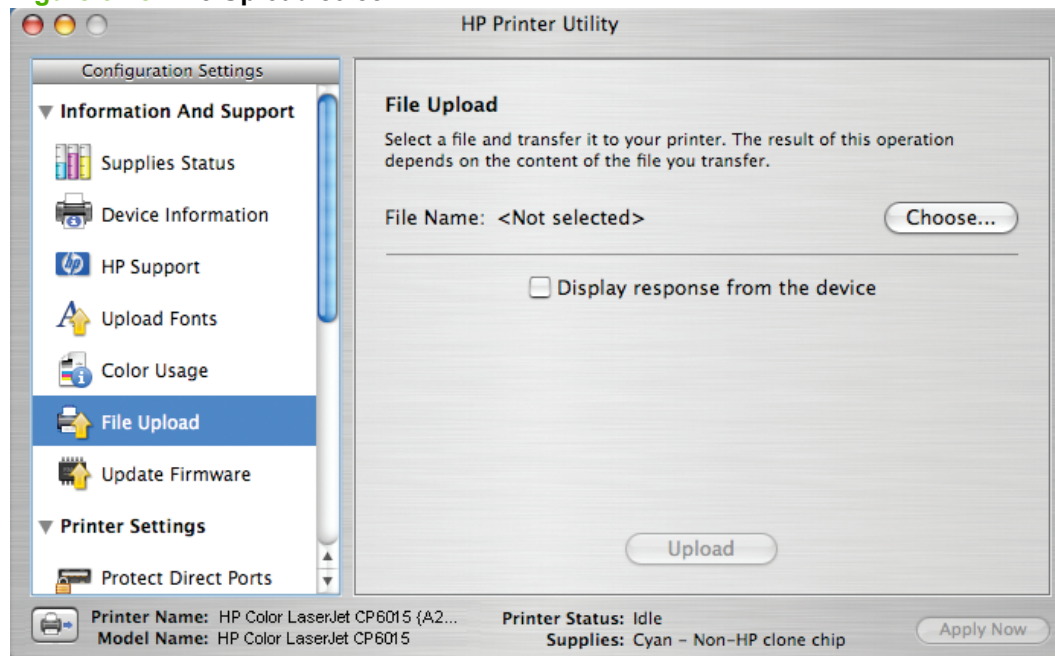 HP Printer Utility
Configuration Settings
Information And Support
Supplies Status
Device Information
HP Support
Upload Fonts
Color Usage
File Upload
Update Firmware
Printer Settings
Protect Direct Ports
File Upload
Select a file and transfer it to your printer. The result of this operation
depends on the content of the file you transfer.
File Name: <Not selected>
Choose...
Display response from the device
Upload
Printer Name: HP Color LaserJet CP6015 {A2...
Model Name: HP Color LaserJet CP6015
Printer Status: Idle
Supplies: Cyan – Non-HP clone chip
Apply Now